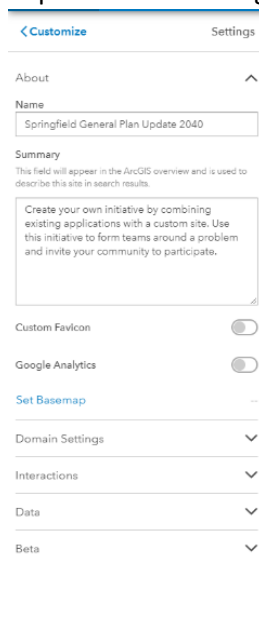 Customize Settings
About
Name
Springfield General Plan Update 2040
Summary
This field will appear in the ArcGIS overview and is used to
describe this site in search results.
Create your own initiative by combining
existing applications with a custom site. Use
this initiative to form teams around a problem
and invite your community to participate.
Custom Favicon
Google Analytics
Set Basemap --
Domain Settings
Interactions
Data
Beta